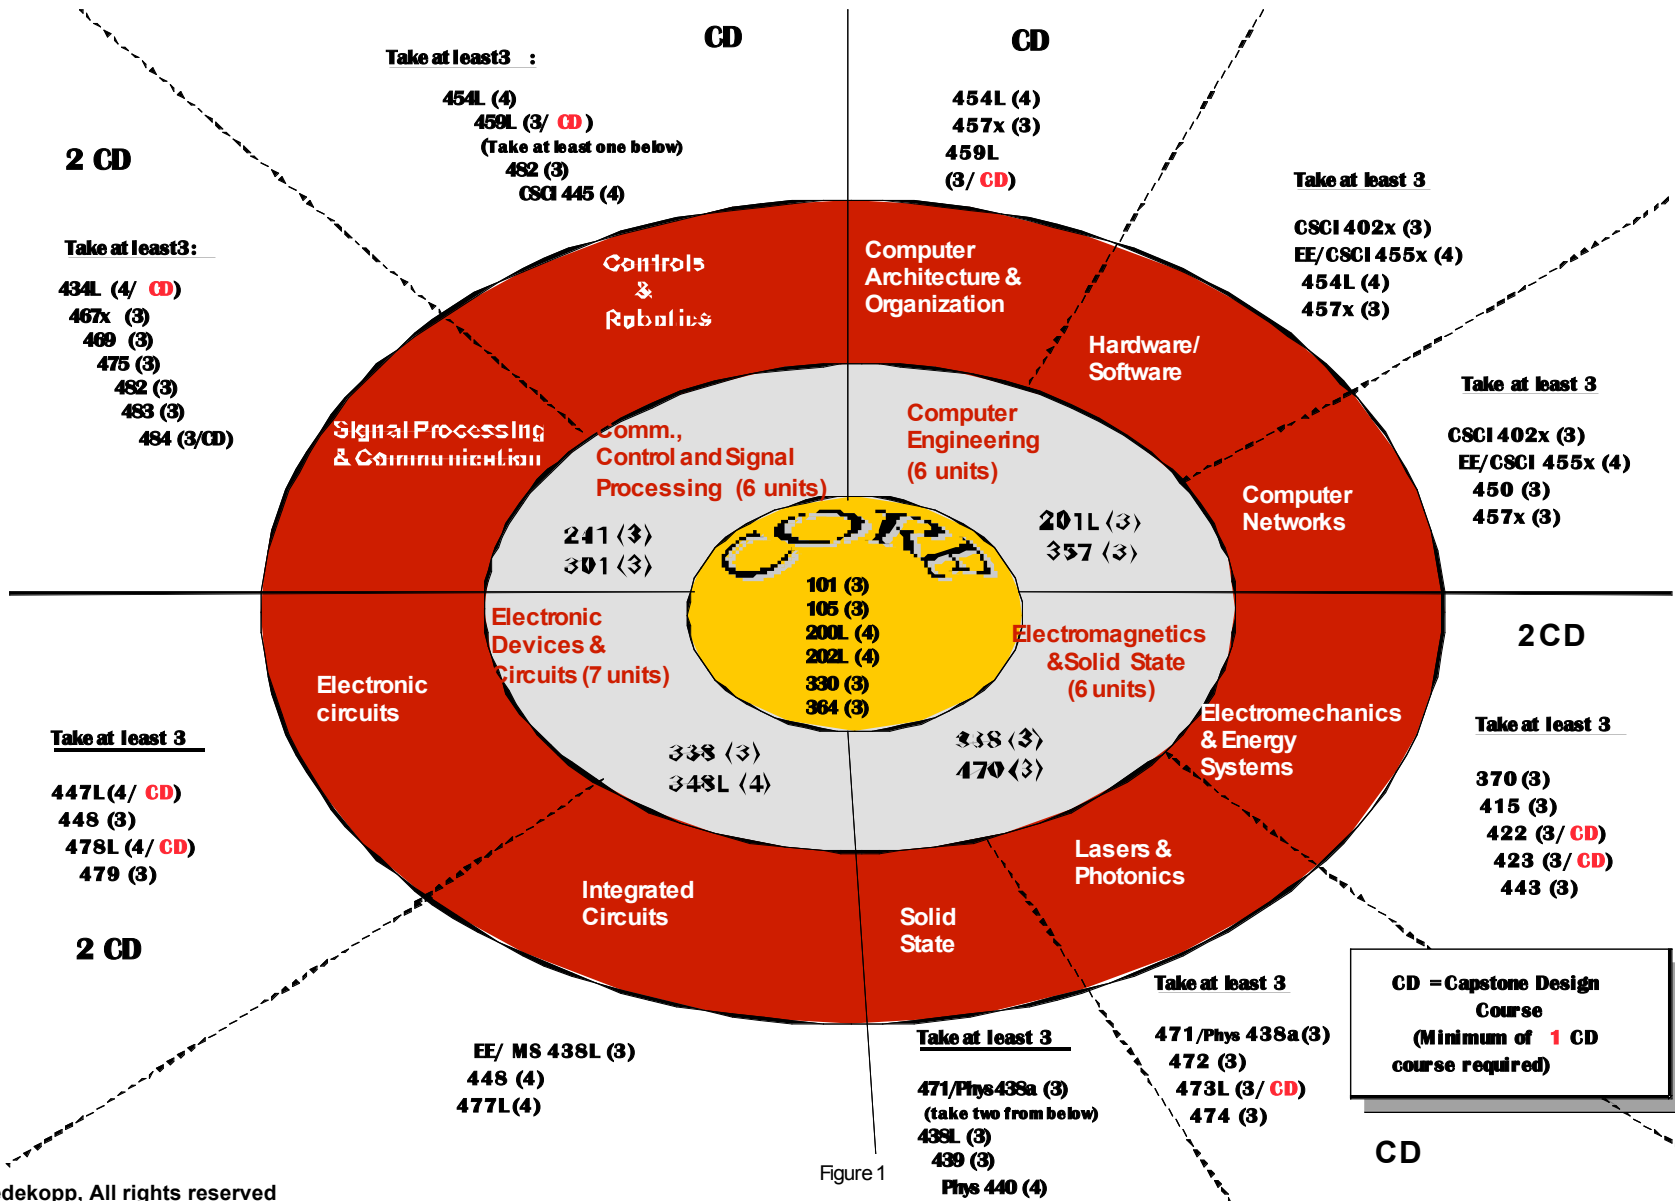 CD
CD
Take at least3 :
454L (4)
459L (3/ CD )
(Take at least one below)
482 (3)
CSCI 445 (4)
454L (4)
457x (3)
459L
(3/ CD)
2 CD
Take at least 3
CSCI 402x (3)
EE/CSCI 455x (4)
454L (4)
457x (3)
Take at least3:
434L (4/ CD)
467x (3)
469 (3)
475 (3)
482 (3)
483 (3)
484 (3/CD)
Controls
&
Robotics
Computer
Architecture &
Organization
Hardware/
Software
Take at least 3
CSCI 402x (3)
EE/CSCI 455x (4)
450 (3)
457x (3)
Signal Processing
& Communication
Comm.,
Control and Signal
Processing (6 units)
241 (3)
301 (3)
Computer
Engineering
(6 units)
201L (3)
357 (3)
Computer
Networks
CORE
101 (3)
105 (3)
200L (4)
202L (4)
330 (3)
364 (3)
Electronic
Devices &
Circuits (7 units)
338 (3)
348L (4)
Electromagnetics
&Solid State
(6 units)
338 (3)
470 (3)
2 CD
Electronic
circuits
Electromechanics
& Energy
Systems
Take at least 3
447L(4/ CD)
448 (3)
478L (4/ CD)
479 (3)
2 CD
Take at least 3
370 (3)
415 (3)
422 (3/ CD)
423 (3/ CD)
443 (3)
Integrated
Circuits
Solid
State
Lasers &
Photonics
EE/ MS 438L (3)
448 (4)
477L(4)
Take at least 3
471/Phys438a (3)
(take two from below)
438L (3)
439 (3)
Phys 440 (4)
Take at least 3
471/Phys 438a(3)
472 (3)
473L (3/ CD)
474 (3)
CD =Capstone Design
Course
(Minimum of 1 CD
course required)
CD
Figure 1
edekopp, All rights reserved